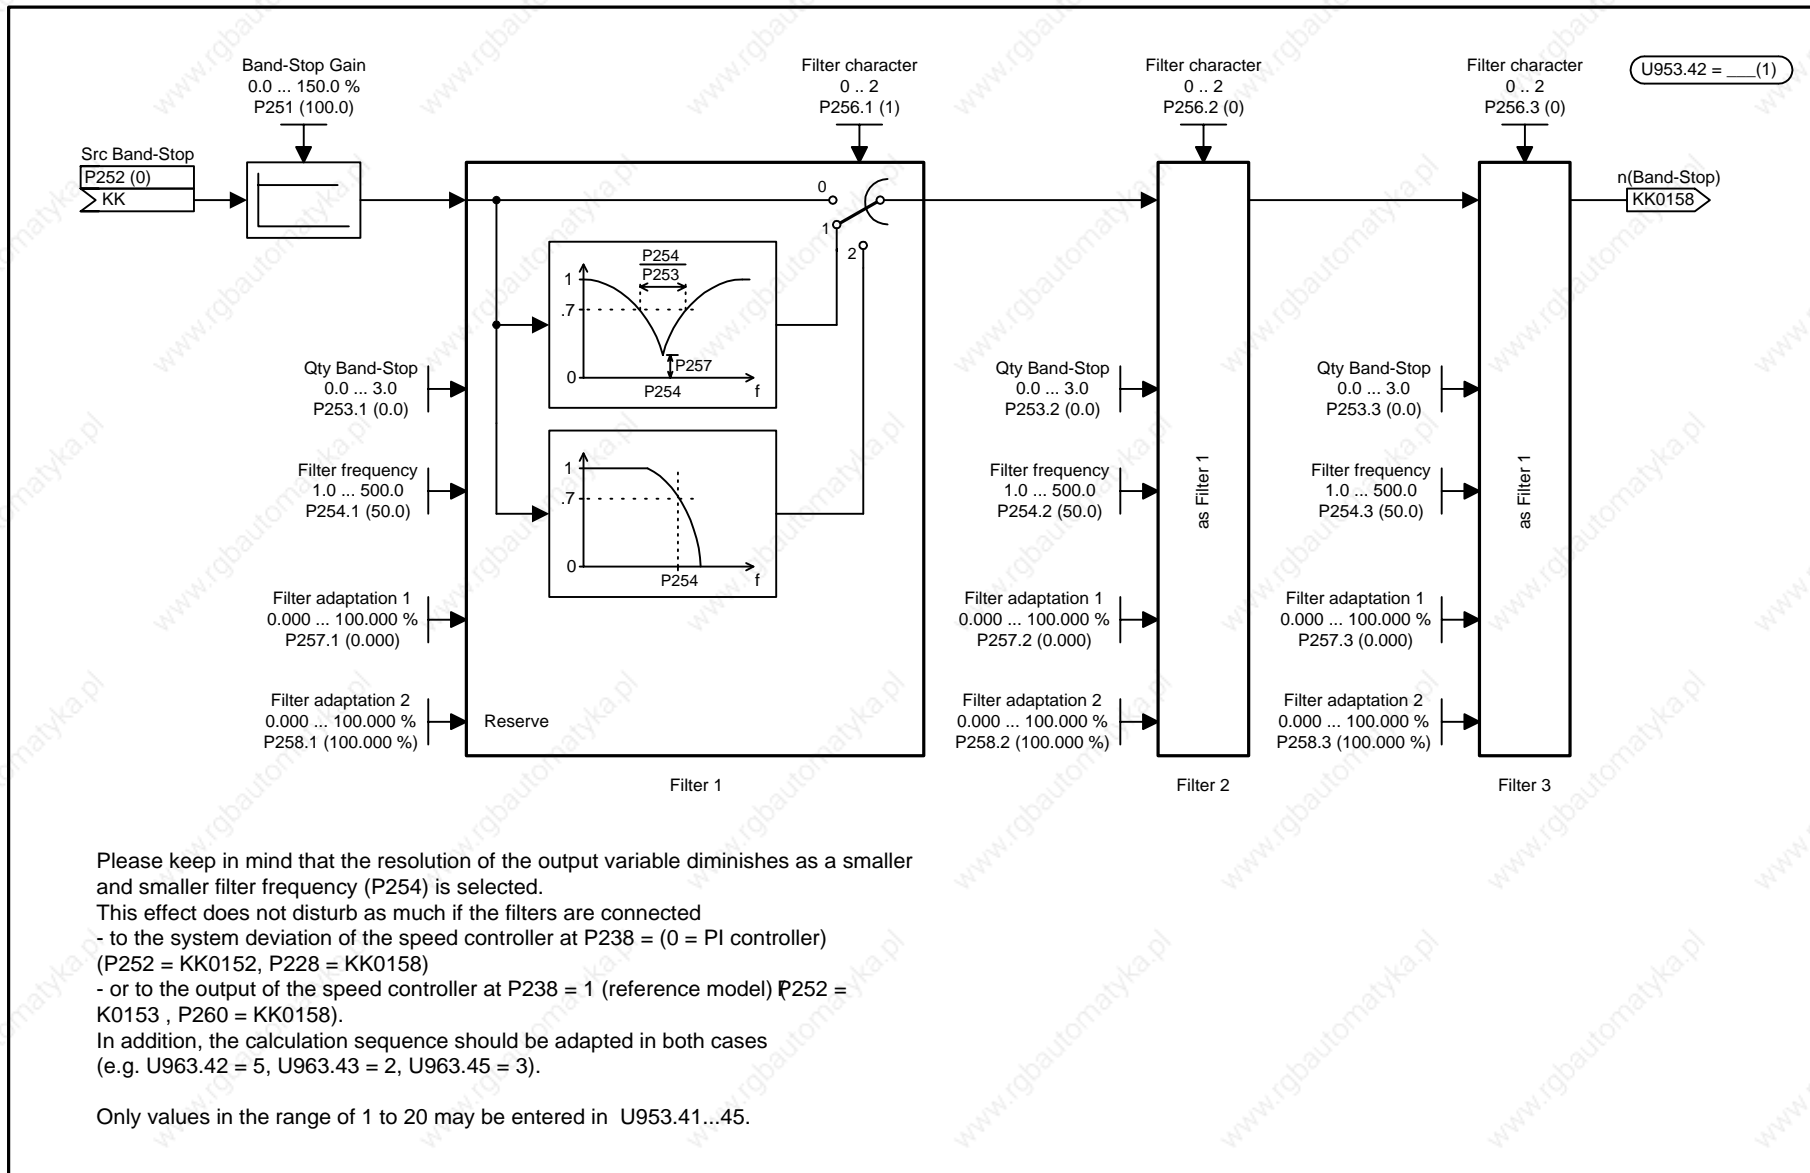 Band-Stop Gain
0.0 ... 150.0 %
P251 (100.0)
Filter character
0 .. 2
P256.1 (1)
Filter character
0 .. 2
P256.2 (0)
Filter character
0 .. 2
P256.3 (0)
U953.42 = ___(1)
Src Band-Stop
P252 (0)
KK
n(Band-Stop)
KK0158
0
1
2
P254
P253
1
.7
0
P257
P254
f
1
.7
0
P254
f
Qty Band-Stop
0.0 ... 3.0
P253.1 (0.0)
Filter frequency
1.0 ... 500.0
P254.1 (50.0)
Filter adaptation 1
0.000 ... 100.000 %
P257.1 (0.000)
Filter adaptation 2
0.000 ... 100.000 %
P258.1 (100.000 %)
Reserve
Filter 1
Qty Band-Stop
0.0 ... 3.0
P253.2 (0.0)
Filter frequency
1.0 ... 500.0
P254.2 (50.0)
Filter adaptation 1
0.000 ... 100.000 %
P257.2 (0.000)
Filter adaptation 2
0.000 ... 100.000 %
P258.2 (100.000 %)
as Filter 1
Filter 2
Qty Band-Stop
0.0 ... 3.0
P253.3 (0.0)
Filter frequency
1.0 ... 500.0
P254.3 (50.0)
Filter adaptation 1
0.000 ... 100.000 %
P257.3 (0.000)
Filter adaptation 2
0.000 ... 100.000 %
P258.3 (100.000 %)
as Filter 1
Filter 3
Please keep in mind that the resolution of the output variable diminishes as a smaller
and smaller filter frequency (P254) is selected.
This effect does not disturb as much if the filters are connected
- to the system deviation of the speed controller at P238 = (0 = PI controller)
(P252 = KK0152, P228 = KK0158)
- or to the output of the speed controller at P238 = 1 (reference model) (P252 =
K0153 , P260 = KK0158).
In addition, the calculation sequence should be adapted in both cases
(e.g. U963.42 = 5, U963.43 = 2, U963.45 = 3).
Only values in the range of 1 to 20 may be entered in U953.41...45.
www.rgbautomatyka.pl